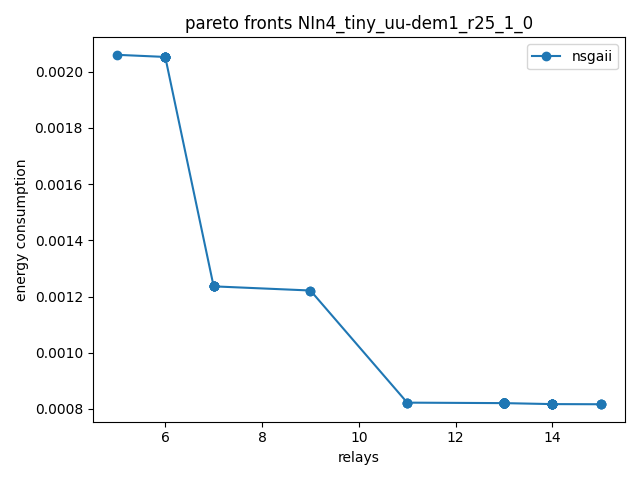 pareto fronts NIn4_tiny_uu-dem1_r25_1_0
nsgaii
0.0020
0.0018
0.0016
0.0014
0.0012
0.0010
0.0008
energy consumption
6 8 10 12 14
relays